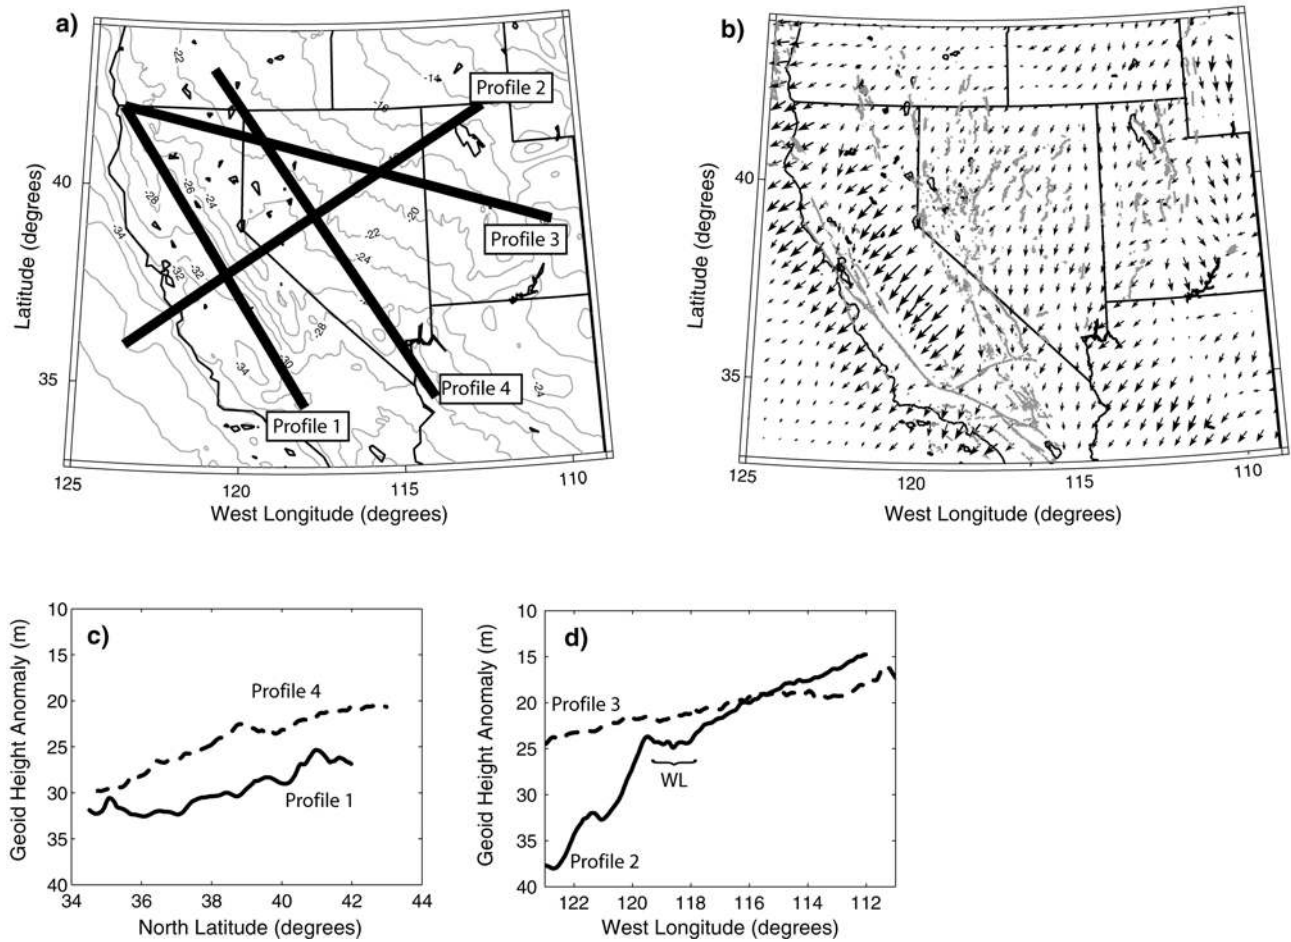 a)
-22
-14
-16
Profile 2
40
-26
-24
-28
-34
-20
Profile 3
-22
-32
-32
-24
-28
-30
35
-34
Profile 4
-24
Profile 1
125
120
115
110
West Longitude (degrees)
Latitude (degrees)
b)
40
35
125
120
115
110
West Longitude (degrees)
Latitude (degrees)
c)
10
15
20
25
30
35
40
Profile 4
Profile 1
34
36
38
40
42
44
North Latitude (degrees)
Geoid Height Anomaly (m)
d)
10
15
20
25
30
35
40
Profile 3
WL
Profile 2
122
120
118
116
114
112
West Longitude (degrees)
Geoid Height Anomaly (m)